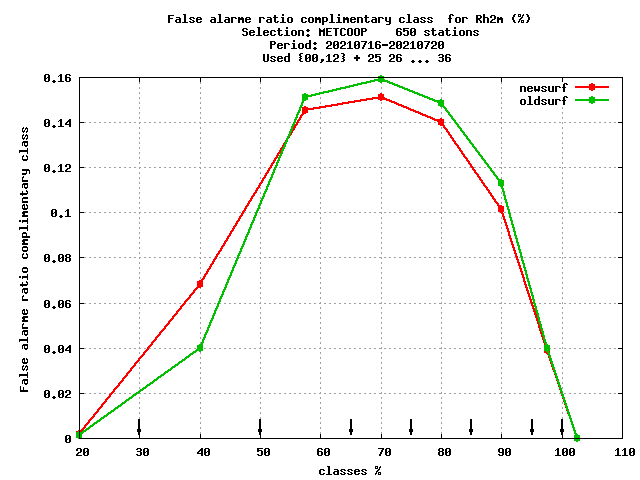 False alarme ratio complimentary class  for Rh2m (%)
Selection: METCOOP    650 stations
Period: 20210716-20210720
Used {00,12} + 25 26 ... 36
newsurf
oldsurf
False alarme ratio complimentary class
0.16
0.14
0.12
0.1
0.08
0.06
0.04
0.02
0
20 30 40 50 60 70 80 90 100 110
classes %